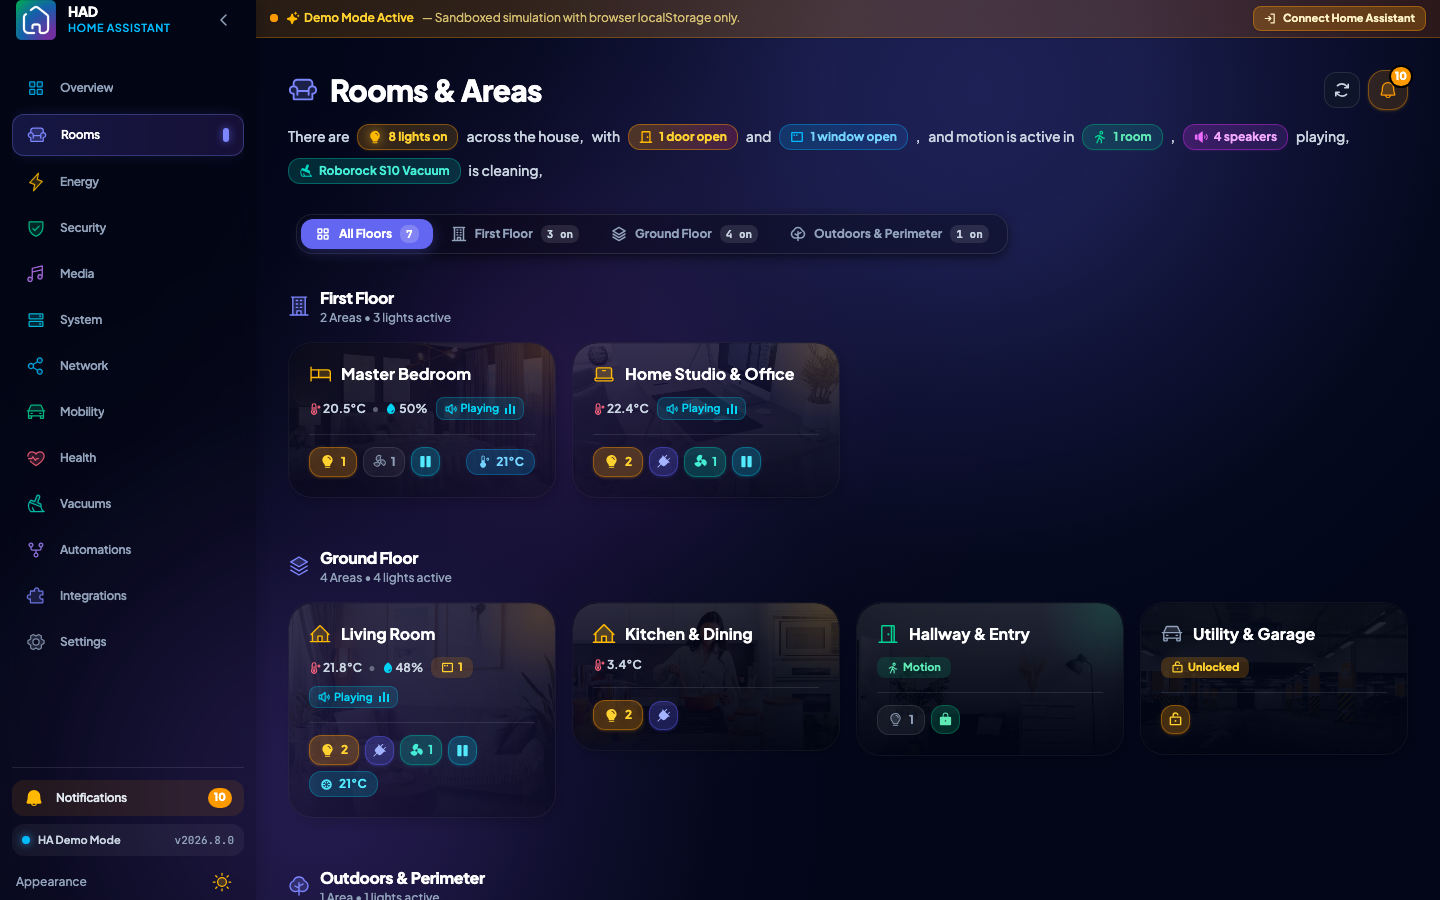 HAD
HOME ASSISTANT
Demo Mode Active — Sandboxed simulation with browser localStorage only.
Connect Home Assistant
Overview
Rooms
Energy
Security
Media
System
Network
Mobility
Health
Vacuums
Automations
Integrations
Settings
Notifications 10
HA Demo Mode v2026.8.0
Appearance
Rooms & Areas
10
There are 8 lights on across the house, with 1 door open and 1 window open , and motion is active in 1 room , 4 speakers playing,
Roborock S10 Vacuum is cleaning,
All Floors 7 First Floor 3 on Ground Floor 4 on Outdoors & Perimeter 1 on
First Floor
2 Areas • 3 lights active
Master Bedroom
20.5°C • 50% Playing
1 1 21°C
Home Studio & Office
22.4°C Playing
2 1
Ground Floor
4 Areas • 4 lights active
Living Room
21.8°C • 48% 1
Playing
2 1
21°C
Kitchen & Dining
3.4°C
2
Hallway & Entry
Motion
1
Utility & Garage
Unlocked
Outdoors & Perimeter
1 Area • 1 lights active